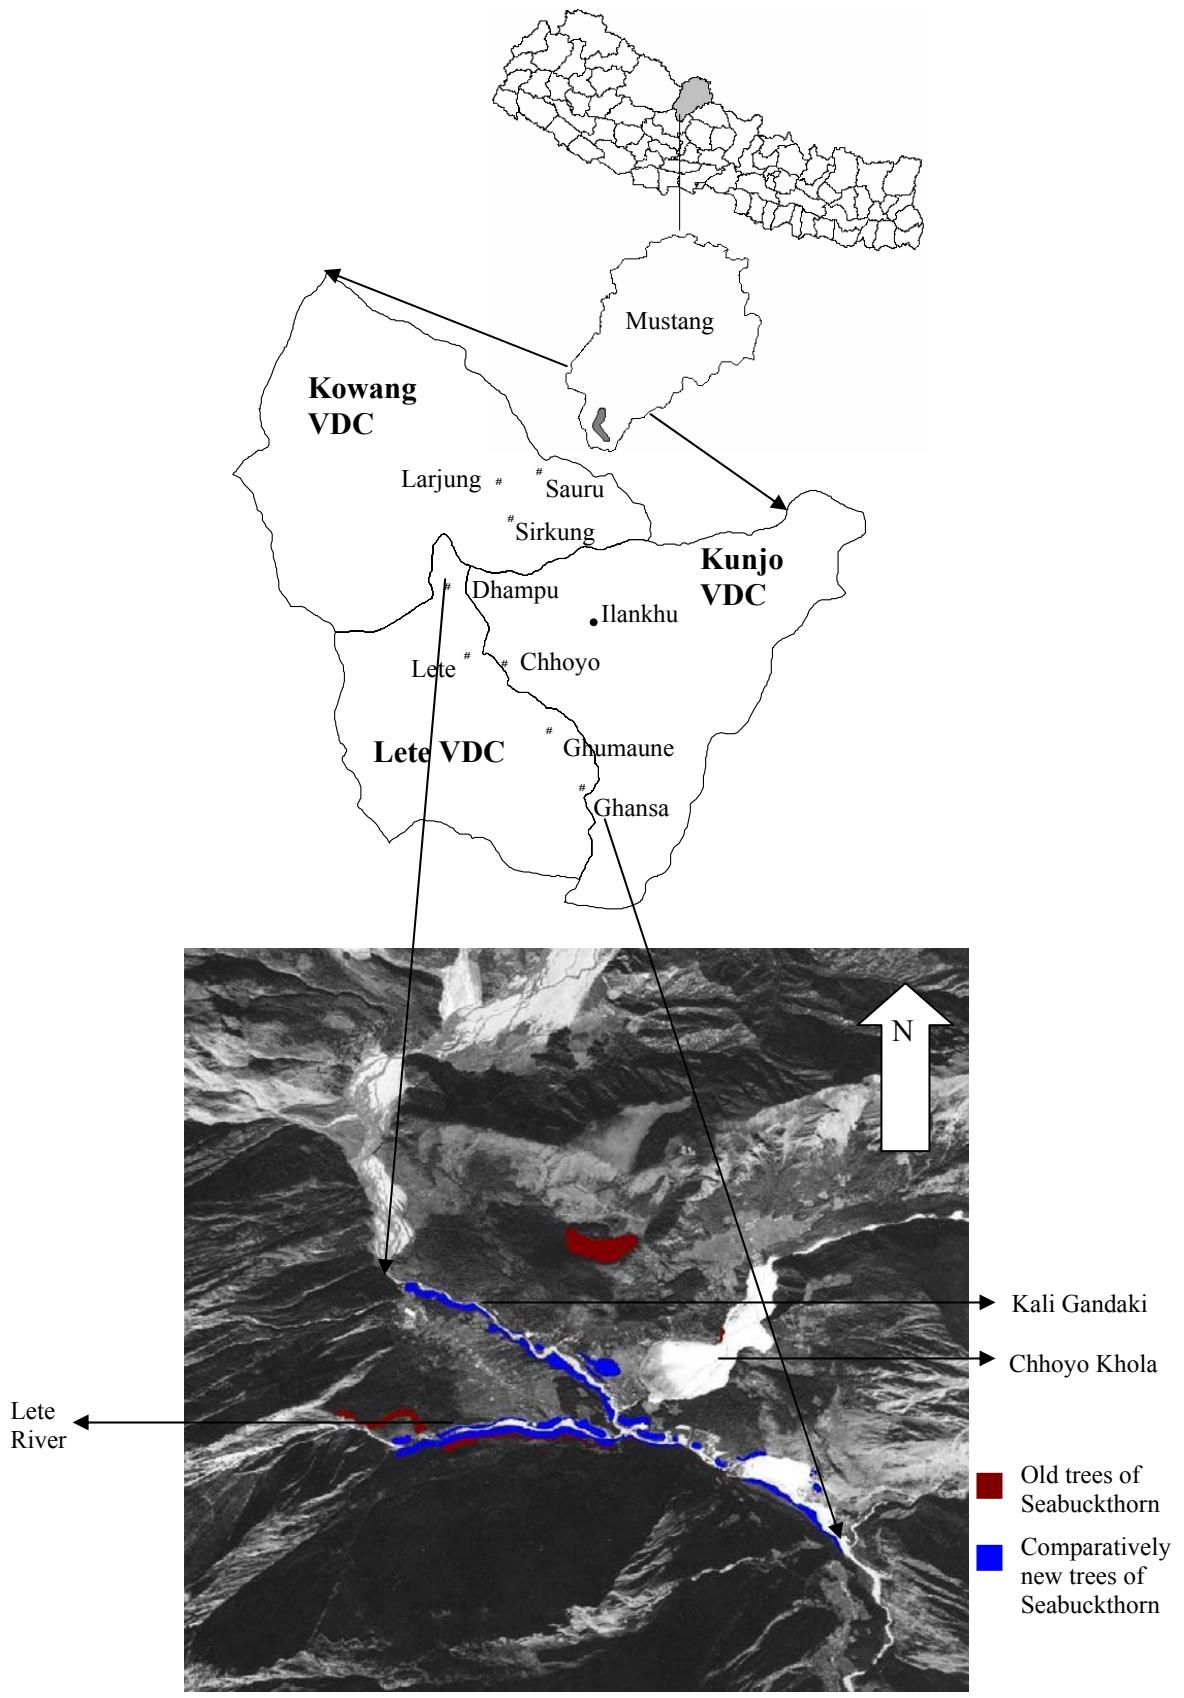 Mustang
Kowang
VDC
Larjung
#
#
Sauru
#
Sirkung
Kunjo
VDC
#
Dhampu
Ilankhu
Lete
#
#
Chhoyo
#
Lete VDC
Ghumaune
#
Ghansa
N
Kali Gandaki
Chhoyo Khola
Lete
River
Old trees of
Seabuckthorn
Comparatively
new trees of
Seabuckthorn